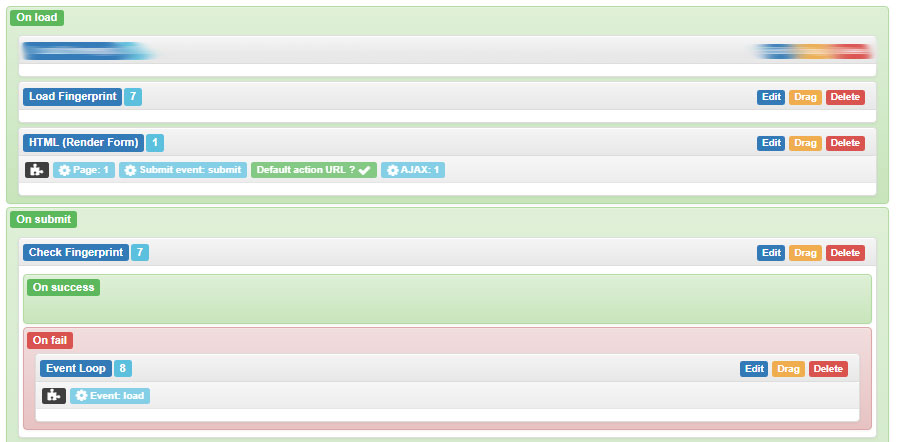 On load
Load Fingerprint 7 Edit Drag Delete
HTML (Render Form) 1 Edit Drag Delete
Page: 1 Submit event: submit Default action URL ? AJAX: 1
On submit
Check Fingerprint 7 Edit Drag Delete
On success
On fail
Event Loop 8 Edit Drag Delete
Event: load